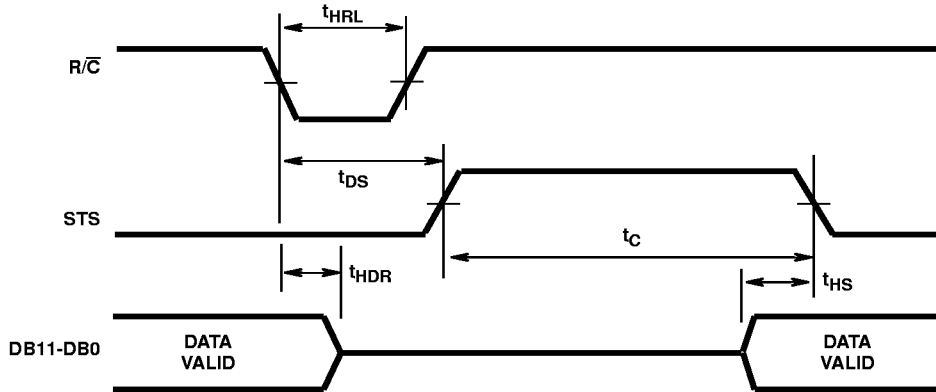 tHRL
R/C̅
tDS
STS
tC
tHDR
tHS
DB11-DB0
DATA
VALID
DATA
VALID